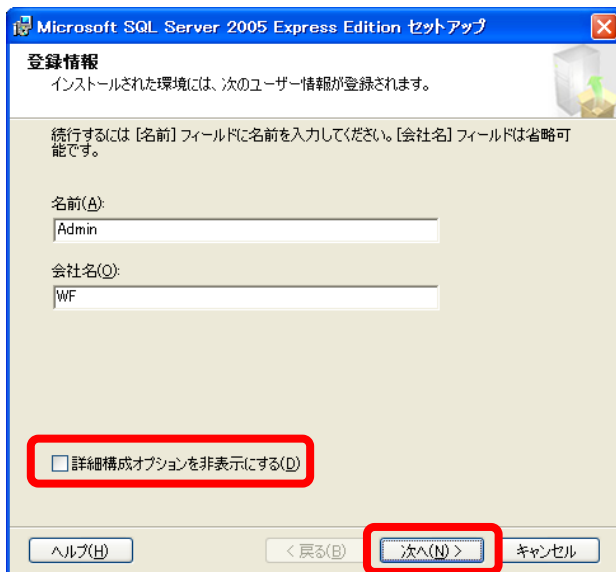 Microsoft SQL Server 2005 Express Edition セットアップ
登録情報
インストールされた環境には、次のユーザー情報が登録されます。
続行するには [名前] フィールドに名前を入力してください。[会社名] フィールドは省略可
能です。
名前(A):
Admin
会社名(O):
WF
詳細構成オプションを非表示にする(D)
ヘルプ(H)
< 戻る(B)
次へ(N) >
キャンセル